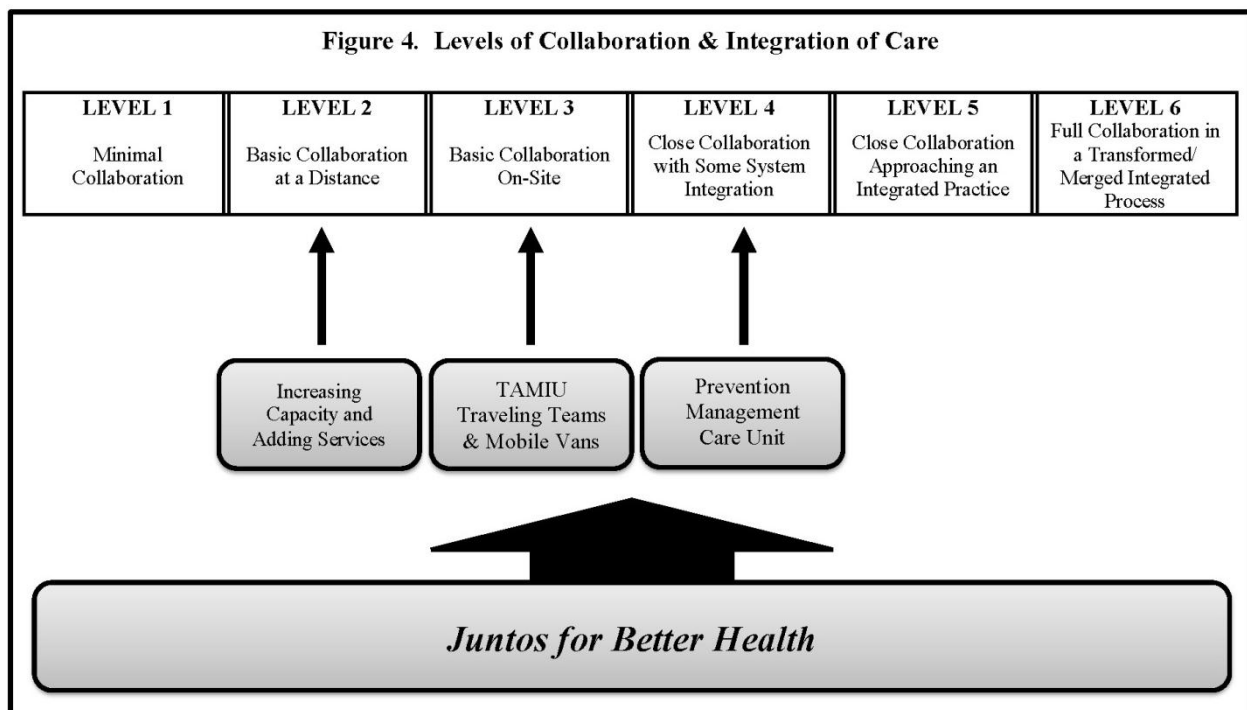 Figure 4. Levels of Collaboration & Integration of Care
LEVEL 1
Minimal
Collaboration
LEVEL 2
Basic Collaboration
at a Distance
LEVEL 3
Basic Collaboration
On-Site
LEVEL 4
Close Collaboration
with Some System
Integration
LEVEL 5
Close Collaboration
Approaching an
Integrated Practice
LEVEL 6
Full Collaboration in
a Transformed/
Merged Integrated
Process
Increasing
Capacity and
Adding Services
TAMIU
Traveling Teams
& Mobile Vans
Prevention
Management
Care Unit
Juntos for Better Health